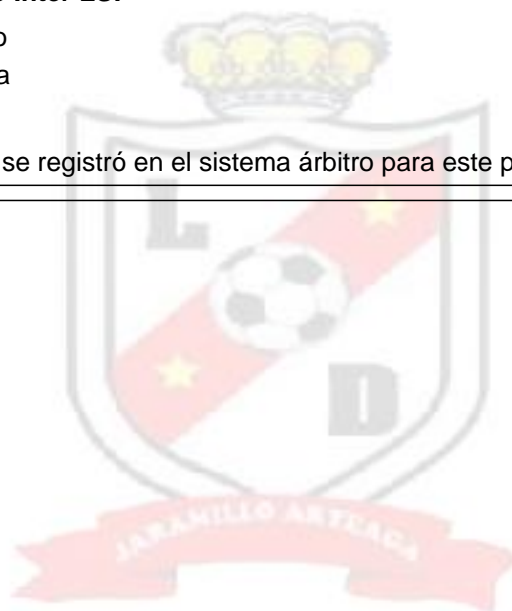 o
a
se registró en el sistema árbitro para este p
L
D
JARAMILLO ARTEAGA